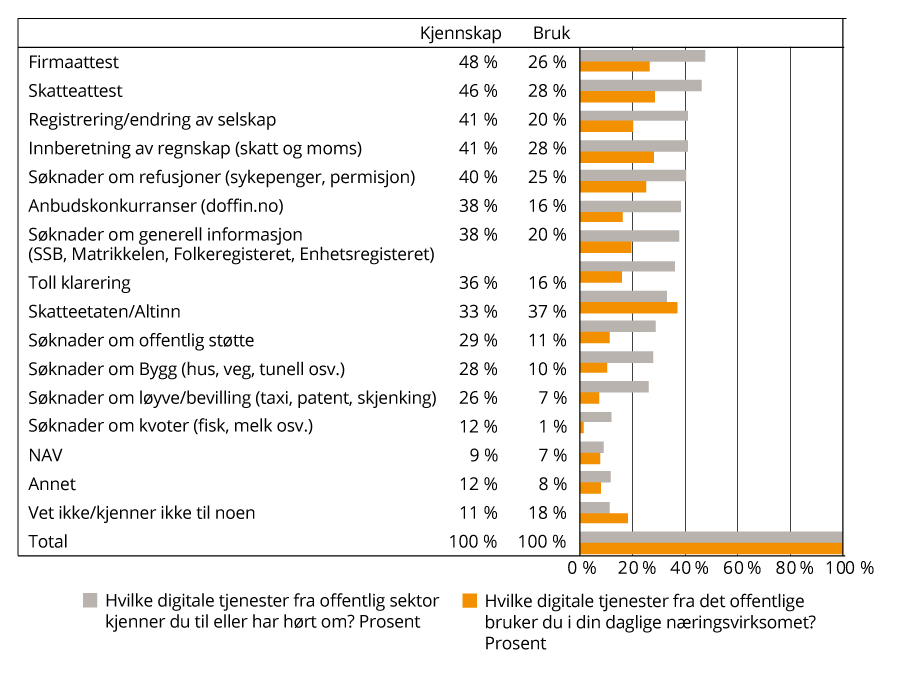 Kjennskap Bruk
Firmaattest 48 % 26 %
Skatteattest 46 % 28 %
Registrering/endring av selskap 41 % 20 %
Innberetning av regnskap (skatt og moms) 41 % 28 %
Søknader om refusjoner (sykepenger, permisjon) 40 % 25 %
Anbudskonkurranser (doffin.no) 38 % 16 %
Søknader om generell informasjon 38 % 20 %
(SSB, Matrikkelen, Folkeregisteret, Enhetsregisteret)
Toll klarering 36 % 16 %
Skatteetaten/Altinn 33 % 37 %
Søknader om offentlig støtte 29 % 11 %
Søknader om Bygg (hus, veg, tunell osv.) 28 % 10 %
Søknader om løyve/bevilling (taxi, patent, skjenking) 26 % 7 %
Søknader om kvoter (fisk, melk osv.) 12 % 1 %
NAV 9 % 7 %
Annet 12 % 8 %
Vet ikke/kjenner ikke til noen 11 % 18 %
Total 100 % 100 %
0 % 20 % 40 % 60 % 80 % 100 %
Hvilke digitale tjenester fra offentlig sektor
kjenner du til eller har hørt om? Prosent
Hvilke digitale tjenester fra det offentlige
bruker du i din daglige næringsvirksomet?
Prosent